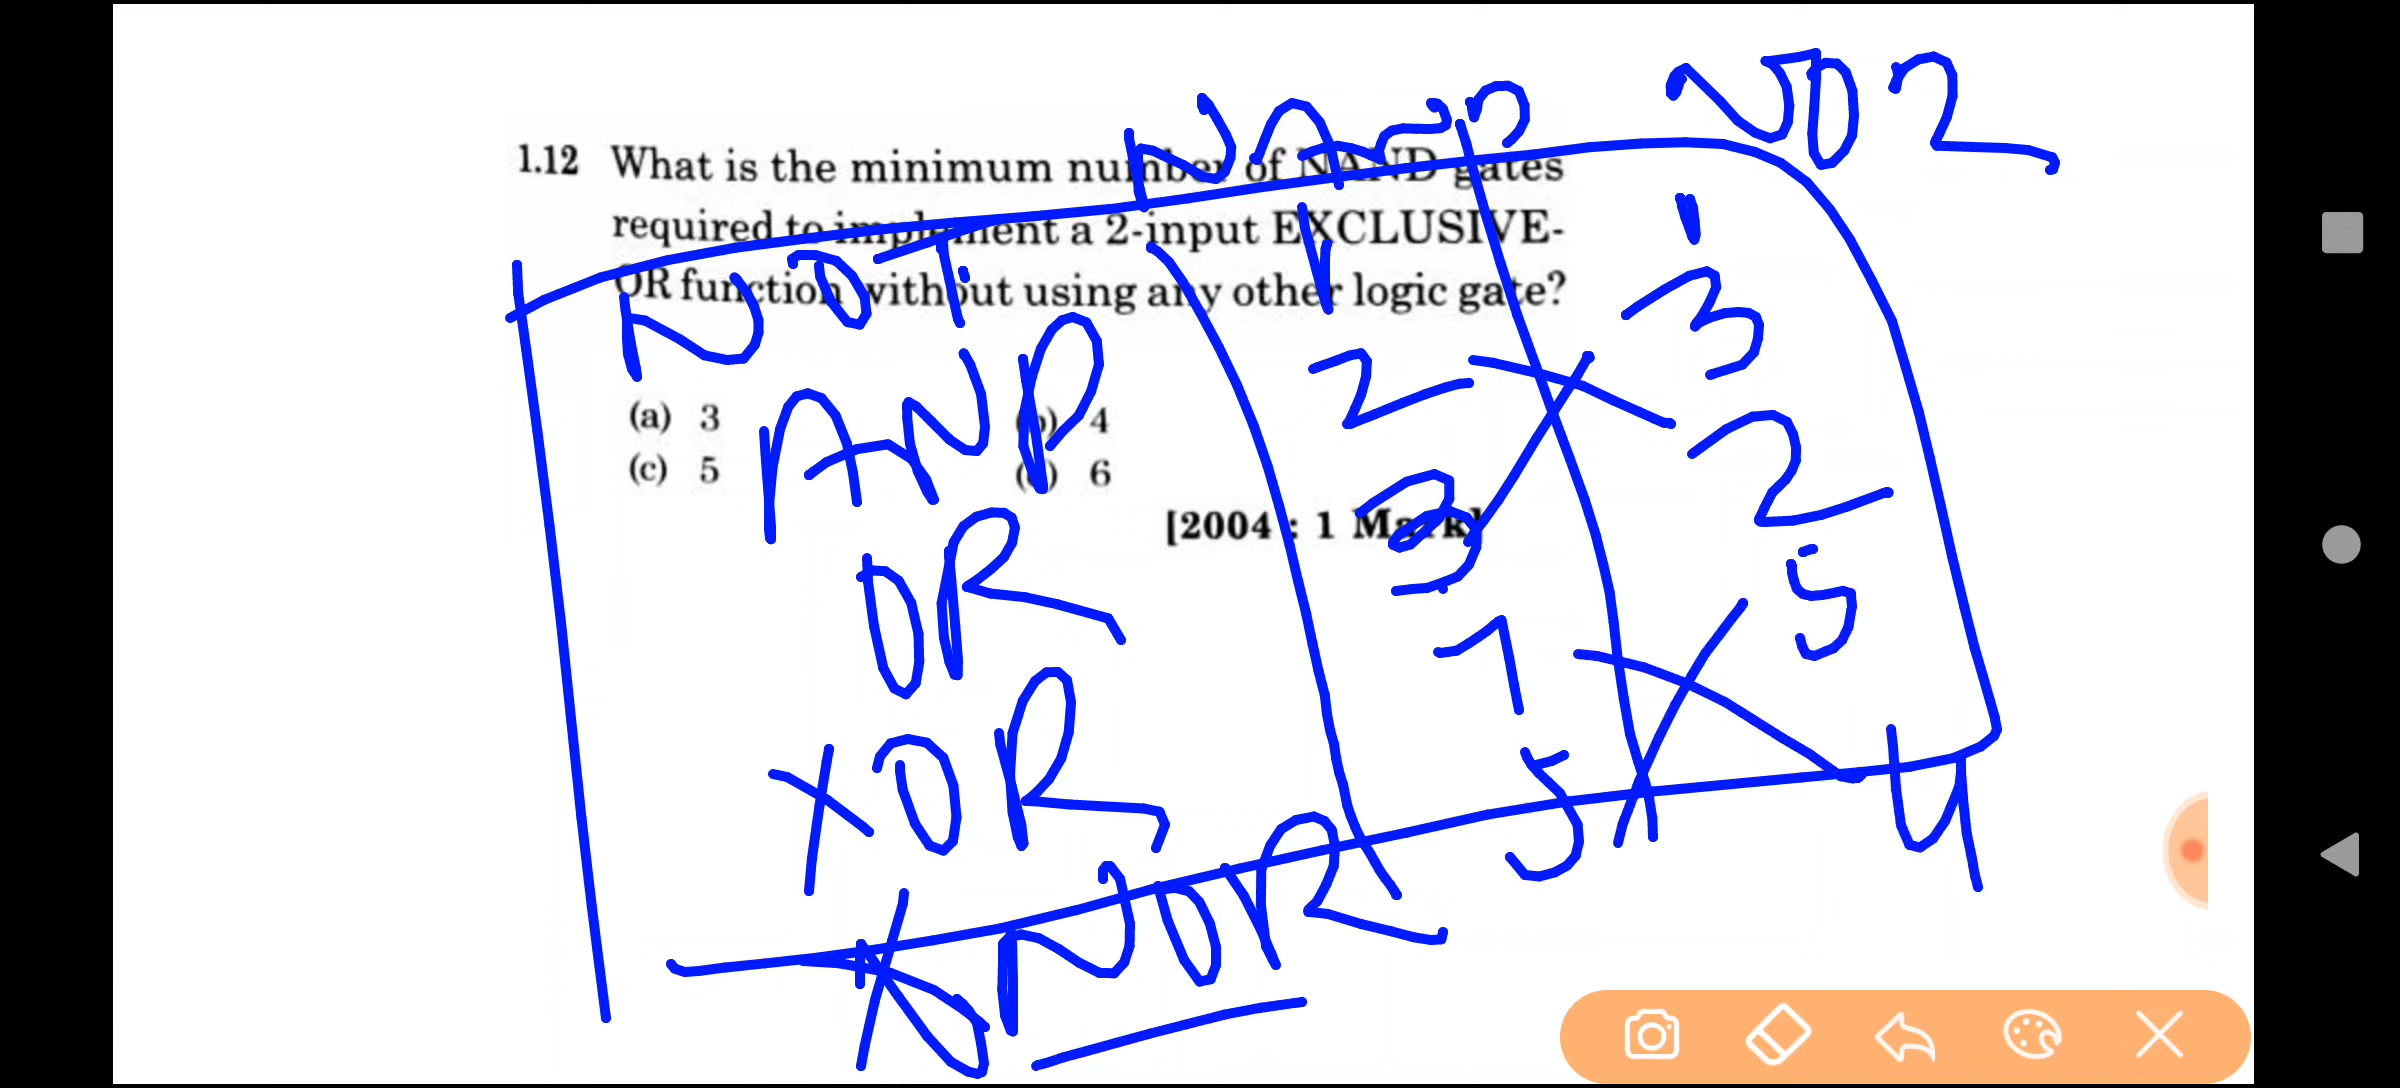 1.12 What is the minimum number of NAND gates
required to implement a 2-input EXCLUSIVE-
OR function without using any other logic gate?
(a) 3 (b) 4
(c) 5 (d) 6
[2004 : 1 Mark]
NAND NOR
NOT 1 1
AND 2 3
OR 3 2
XOR 5
XNOR 5 4